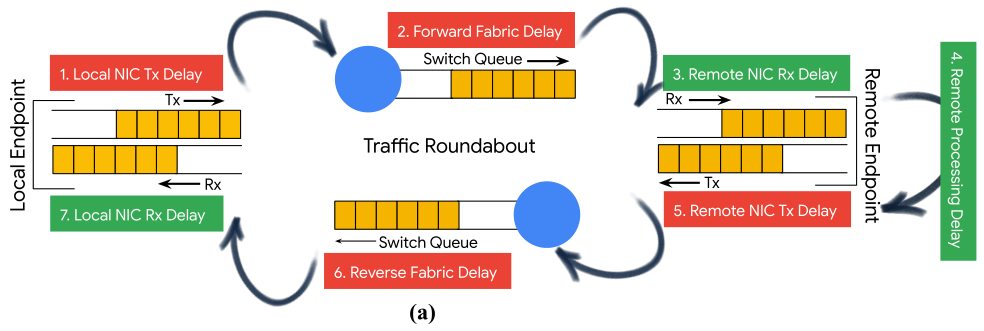 1. Local NIC Tx Delay
Tx
Local Endpoint
Rx
7. Local NIC Rx Delay
2. Forward Fabric Delay
Switch Queue
Traffic Roundabout
Switch Queue
6. Reverse Fabric Delay
3. Remote NIC Rx Delay
Rx
Remote Endpoint
Tx
5. Remote NIC Tx Delay
4. Remote Processing Delay
(a)